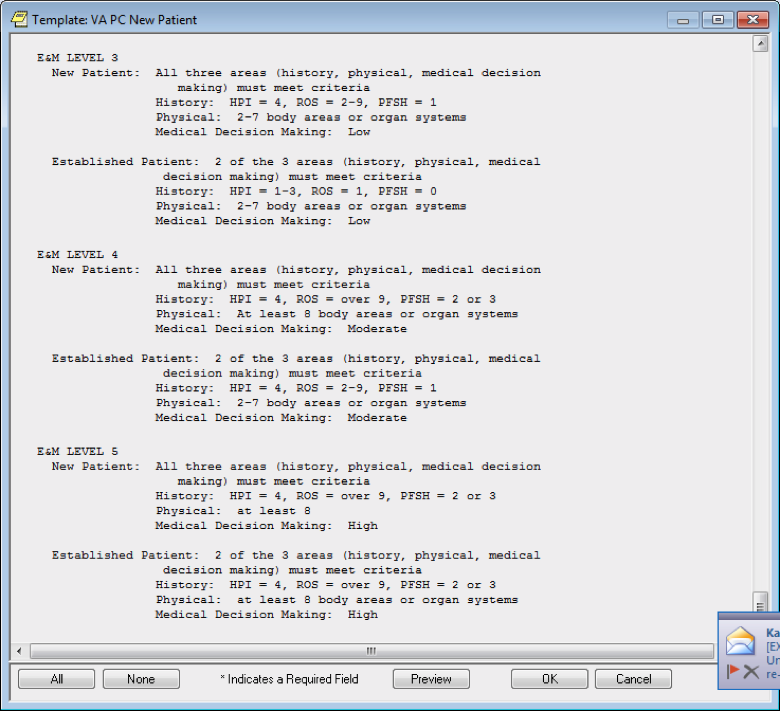 Template: VA PC New Patient
E&M LEVEL 3
New Patient: All three areas (history, physical, medical decision
making) must meet criteria
History: HPI = 4, ROS = 2-9, PFSH = 1
Physical: 2-7 body areas or organ systems
Medical Decision Making: Low
Established Patient: 2 of the 3 areas (history, physical, medical
decision making) must meet criteria
History: HPI = 1-3, ROS = 1, PFSH = 0
Physical: 2-7 body areas or organ systems
Medical Decision Making: Low
E&M LEVEL 4
New Patient: All three areas (history, physical, medical decision
making) must meet criteria
History: HPI = 4, ROS = over 9, PFSH = 2 or 3
Physical: At least 8 body areas or organ systems
Medical Decision Making: Moderate
Established Patient: 2 of the 3 areas (history, physical, medical
decision making) must meet criteria
History: HPI = 4, ROS = 2-9, PFSH = 1
Physical: 2-7 body areas or organ systems
Medical Decision Making: Moderate
E&M LEVEL 5
New Patient: All three areas (history, physical, medical decision
making) must meet criteria
History: HPI = 4, ROS = over 9, PFSH = 2 or 3
Physical: at least 8
Medical Decision Making: High
Established Patient: 2 of the 3 areas (history, physical, medical
decision making) must meet criteria
History: HPI = 4, ROS = over 9, PFSH = 2 or 3
Physical: at least 8 body areas or organ systems
Medical Decision Making: High
Ka
[EX
Un
re-
All None * Indicates a Required Field Preview OK Cancel